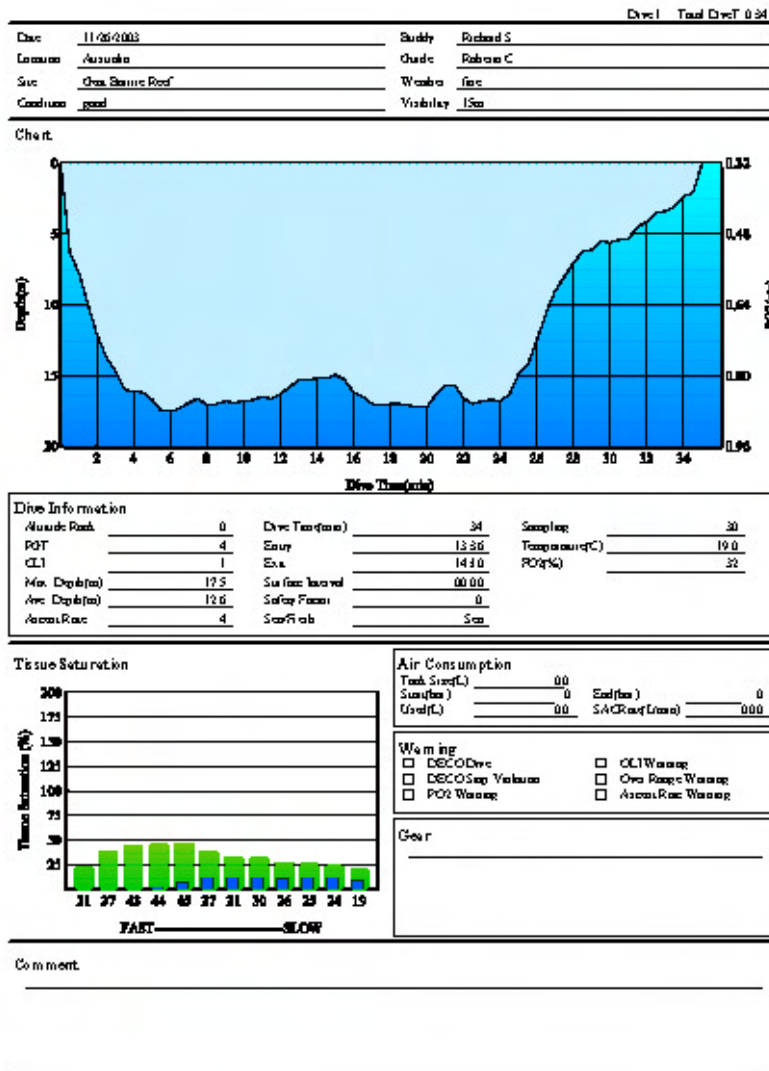 Dive 1 Total DiveT 0:34
Date 11/26/2003 Buddy Richard S
Location Australia Guide Roberto C
Site Great Barrier Reef Weather fine
Condition good Visibility 15m
Chart
0 0.32
5 0.48
10 0.64
15 0.80
20 0.96
Depth(m)
2 4 6 8 10 12 14 16 18 20 22 24 26 28 30 32 34
Dive Time(min)
Dive Information
Altitude Rank 0 Dive Time(min) 34 Sampling 30
PGT 4 Entry 13:56 Temperature(C) 19.0
OLI 1 Exit 14:30 FO2(%) 32
Max. Depth(m) 17.5 Surface Interval 00:00
Ave. Depth(m) 12.6 Safety Factor 0
Ascent Rate 4 Sea/Fresh Sea
Tissue Saturation
Tissue Saturation (%)
200
175
150
125
100
75
50
25
21 37 43 44 45 37 31 30 26 25 24 19
FAST SLOW
Air Consumption
Tank Size(L) 0.0
Start(bar) 0 End(bar) 0
Used(L) 0.0 SACRate(L/min) 0.00
Warning
DECO Dive OLI Warning
DECO Stop Violation Over Range Warning
PO2 Warning Ascent Rate Warning
Gear
Comment